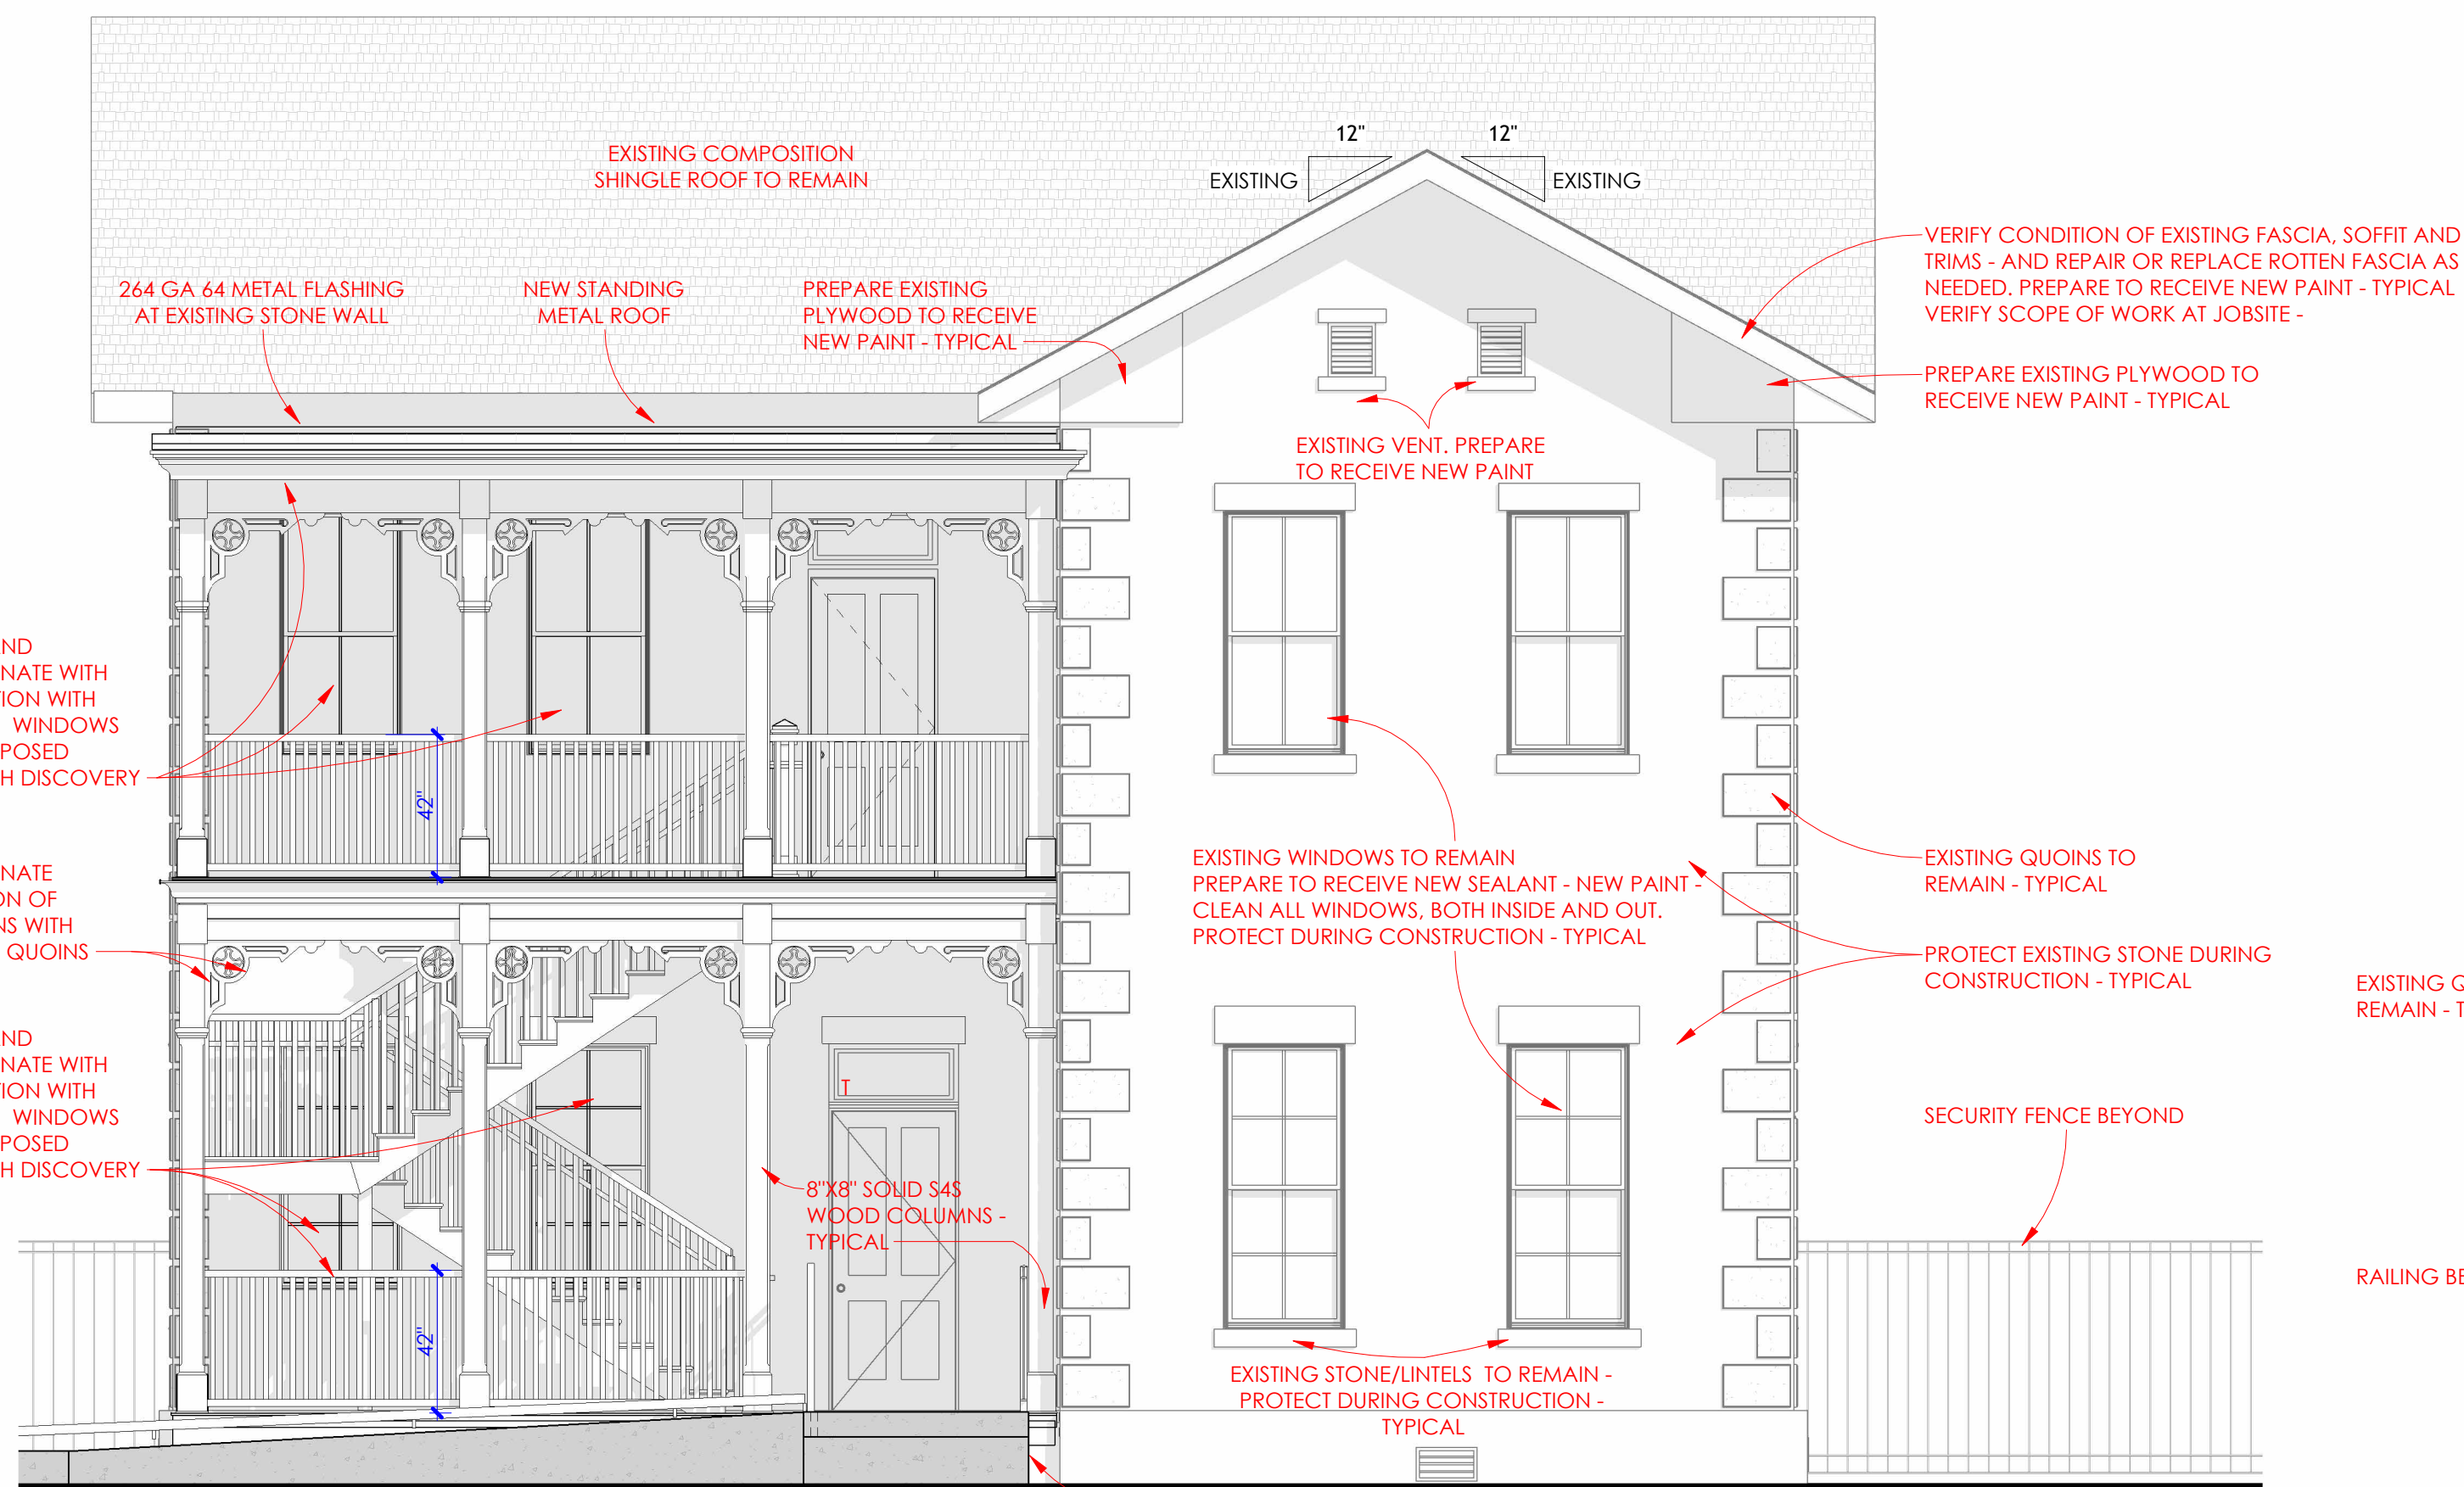 12" 12"
EXISTING EXISTING
EXISTING COMPOSITION
SHINGLE ROOF TO REMAIN
264 GA 64 METAL FLASHING
AT EXISTING STONE WALL
NEW STANDING
METAL ROOF
PREPARE EXISTING
PLYWOOD TO RECEIVE
NEW PAINT - TYPICAL
VERIFY CONDITION OF EXISTING FASCIA, SOFFIT AND
TRIMS - AND REPAIR OR REPLACE ROTTEN FASCIA AS
NEEDED. PREPARE TO RECEIVE NEW PAINT - TYPICAL
VERIFY SCOPE OF WORK AT JOBSITE -
PREPARE EXISTING PLYWOOD TO
RECEIVE NEW PAINT - TYPICAL
EXISTING VENT. PREPARE
TO RECEIVE NEW PAINT
ND
NATE WITH
TION WITH
WINDOWS
POSED
H DISCOVERY
42"
NATE
ON OF
NS WITH
QUOINS
EXISTING WINDOWS TO REMAIN
PREPARE TO RECEIVE NEW SEALANT - NEW PAINT -
CLEAN ALL WINDOWS, BOTH INSIDE AND OUT.
PROTECT DURING CONSTRUCTION - TYPICAL
EXISTING QUOINS TO
REMAIN - TYPICAL
PROTECT EXISTING STONE DURING
CONSTRUCTION - TYPICAL
EXISTING Q
REMAIN - T
ND
NATE WITH
TION WITH
WINDOWS
POSED
H DISCOVERY
T
8"X8" SOLID S4S
WOOD COLUMNS -
TYPICAL
SECURITY FENCE BEYOND
RAILING BE
42"
EXISTING STONE/LINTELS TO REMAIN -
PROTECT DURING CONSTRUCTION -
TYPICAL